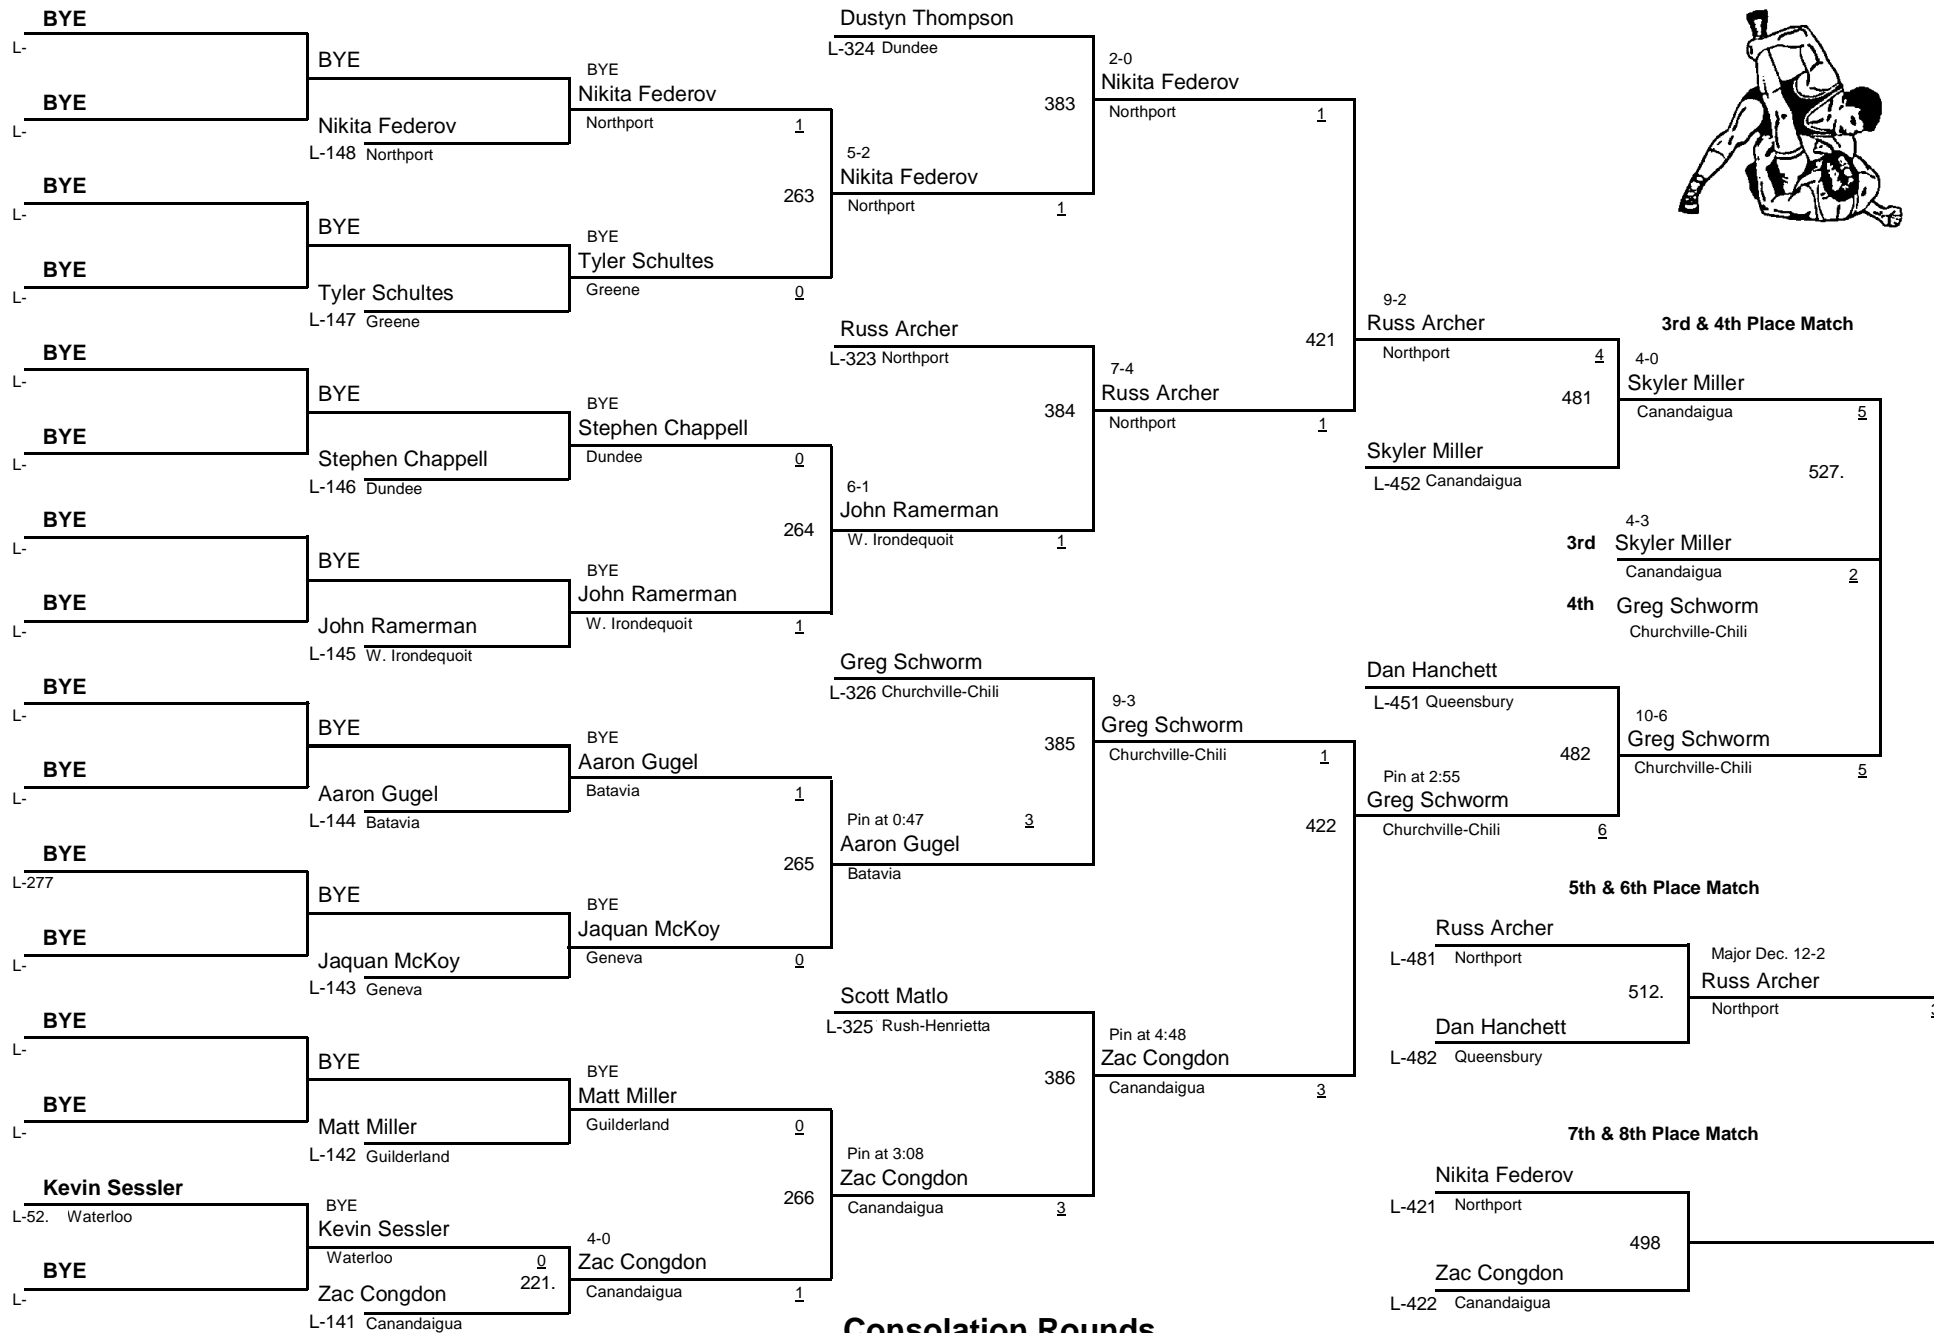 BYE
L-
BYE
L-
BYE
L-
BYE
L-
BYE
L-
BYE
L-
BYE
L-
BYE
L-
BYE
L-
BYE
L-
BYE
L-277
BYE
L-
BYE
L-
BYE
L-
Kevin Sessler
L-52. Waterloo
BYE
L-
BYE
Nikita Federov
L-148 Northport
BYE
Tyler Schultes
L-147 Greene
BYE
Stephen Chappell
L-146 Dundee
BYE
John Ramerman
L-145 W. Irondequoit
BYE
Aaron Gugel
L-144 Batavia
BYE
Jaquan McKoy
L-143 Geneva
BYE
Matt Miller
L-142 Guilderland
BYE
Kevin Sessler
Waterloo 0
221.
Zac Congdon
L-141 Canandaigua
BYE
Nikita Federov
Northport 1
263
BYE
Tyler Schultes
Greene 0
BYE
Stephen Chappell
Dundee 0
264
BYE
John Ramerman
W. Irondequoit 1
BYE
Aaron Gugel
Batavia 1
265
BYE
Jaquan McKoy
Geneva 0
BYE
Matt Miller
Guilderland 0
266
4-0
Zac Congdon
Canandaigua 1
Dustyn Thompson
L-324 Dundee
383
5-2
Nikita Federov
Northport 1
Russ Archer
L-323 Northport
384
6-1
John Ramerman
W. Irondequoit 1
Greg Schworm
L-326 Churchville-Chili
385
Pin at 0:47 3
Aaron Gugel
Batavia
Scott Matlo
L-325 Rush-Henrietta
386
Pin at 3:08
Zac Congdon
Canandaigua 3
2-0
Nikita Federov
Northport 1
421
7-4
Russ Archer
Northport 1
9-3
Greg Schworm
Churchville-Chili 1
422
Pin at 4:48
Zac Congdon
Canandaigua 3
9-2
Russ Archer
Northport 4
481
Skyler Miller
L-452 Canandaigua
Dan Hanchett
L-451 Queensbury
482
Pin at 2:55
Greg Schworm
Churchville-Chili 6
3rd & 4th Place Match
4-0
Skyler Miller
Canandaigua 5
527.
4-3
3rd Skyler Miller
Canandaigua 2
4th Greg Schworm
Churchville-Chili
10-6
Greg Schworm
Churchville-Chili 5
5th & 6th Place Match
Russ Archer
L-481 Northport
512.
Dan Hanchett
L-482 Queensbury
Major Dec. 12-2
Russ Archer
Northport
7th & 8th Place Match
Nikita Federov
L-421 Northport
498
Zac Congdon
L-422 Canandaigua
Consolation Rounds